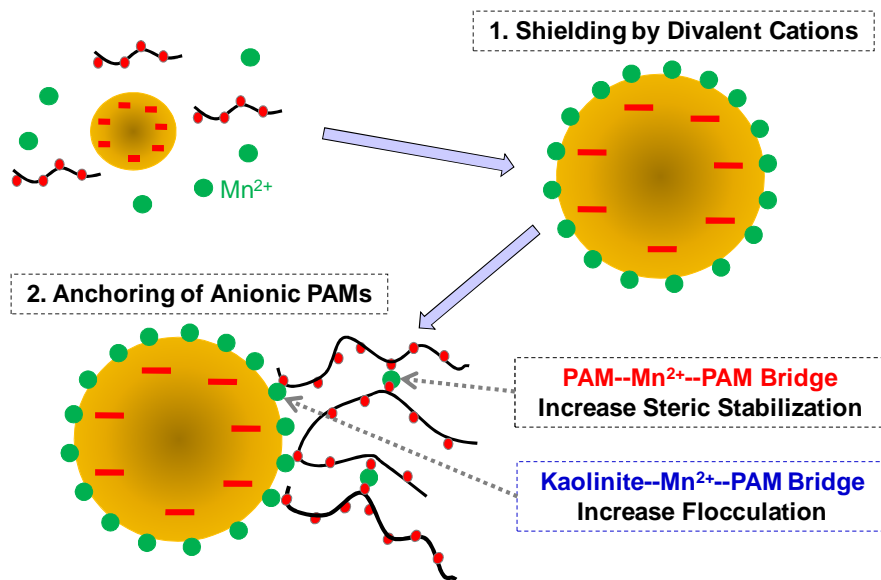 1. Shielding by Divalent Cations
Mn²⁺
2. Anchoring of Anionic PAMs
PAM--Mn²⁺--PAM Bridge
Increase Steric Stabilization
Kaolinite--Mn²⁺--PAM Bridge
Increase Flocculation